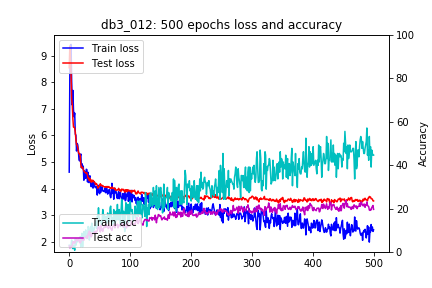 db3_012: 500 epochs loss and accuracy
Train loss
Test loss
Train acc
Test acc
Loss
9
8
7
6
5
4
3
2
0
100
200
300
400
500
Accuracy
100
80
60
40
20
0